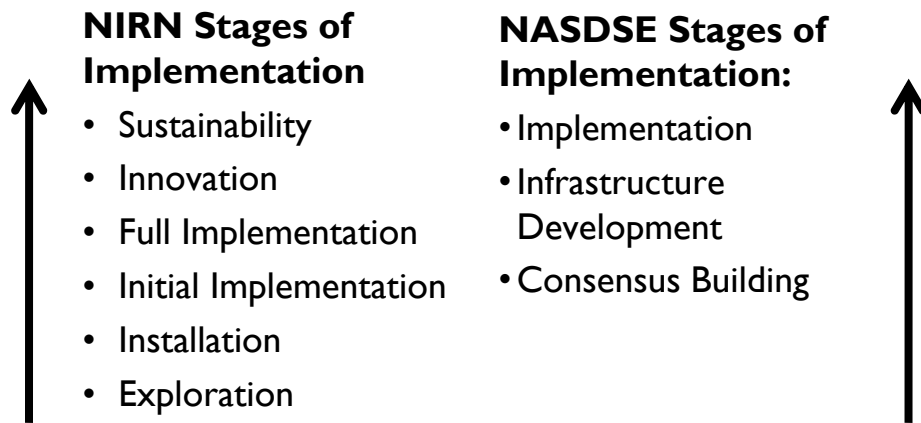 NIRN Stages of
Implementation
• Sustainability
• Innovation
• Full Implementation
• Initial Implementation
• Installation
• Exploration
NASDSE Stages of
Implementation:
• Implementation
• Infrastructure
Development
• Consensus Building